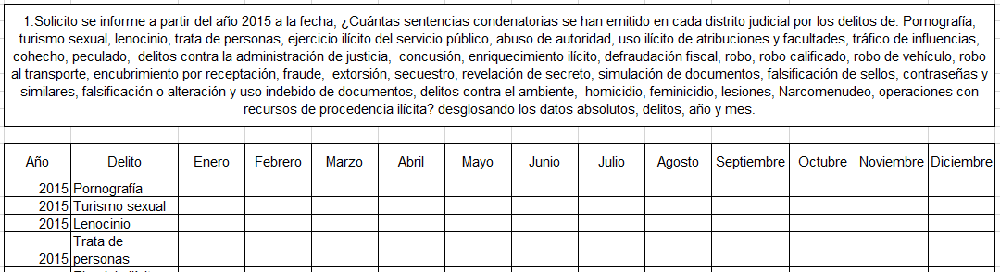 1.Solicito se informe a partir del año 2015 a la fecha, ¿Cuántas sentencias condenatorias se han emitido en cada distrito judicial por los delitos de: Pornografía,
turismo sexual, lenocinio, trata de personas, ejercicio ilícito del servicio público, abuso de autoridad, uso ilícito de atribuciones y facultades, tráfico de influencias,
cohecho, peculado, delitos contra la administración de justicia, concusión, enriquecimiento ilícito, defraudación fiscal, robo, robo calificado, robo de vehículo, robo
al transporte, encubrimiento por receptación, fraude, extorsión, secuestro, revelación de secreto, simulación de documentos, falsificación de sellos, contraseñas y
similares, falsificación o alteración y uso indebido de documentos, delitos contra el ambiente, homicidio, feminicidio, lesiones, Narcomenudeo, operaciones con
recursos de procedencia ilícita? desglosando los datos absolutos, delitos, año y mes.
Año Delito Enero Febrero Marzo Abril Mayo Junio Julio Agosto Septiembre Octubre Noviembre Diciembre
2015 Pornografía
2015 Turismo sexual
2015 Lenocinio
Trata de
2015 personas